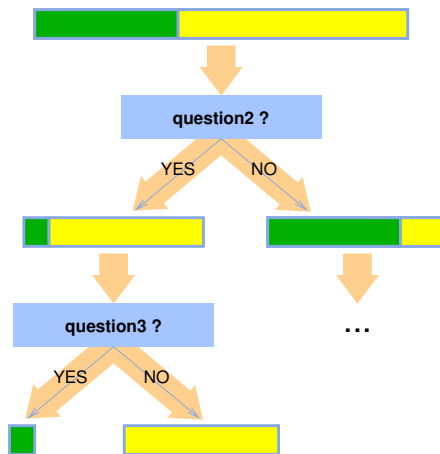 question2 ?
YES
NO
question3 ?
...
YES
NO